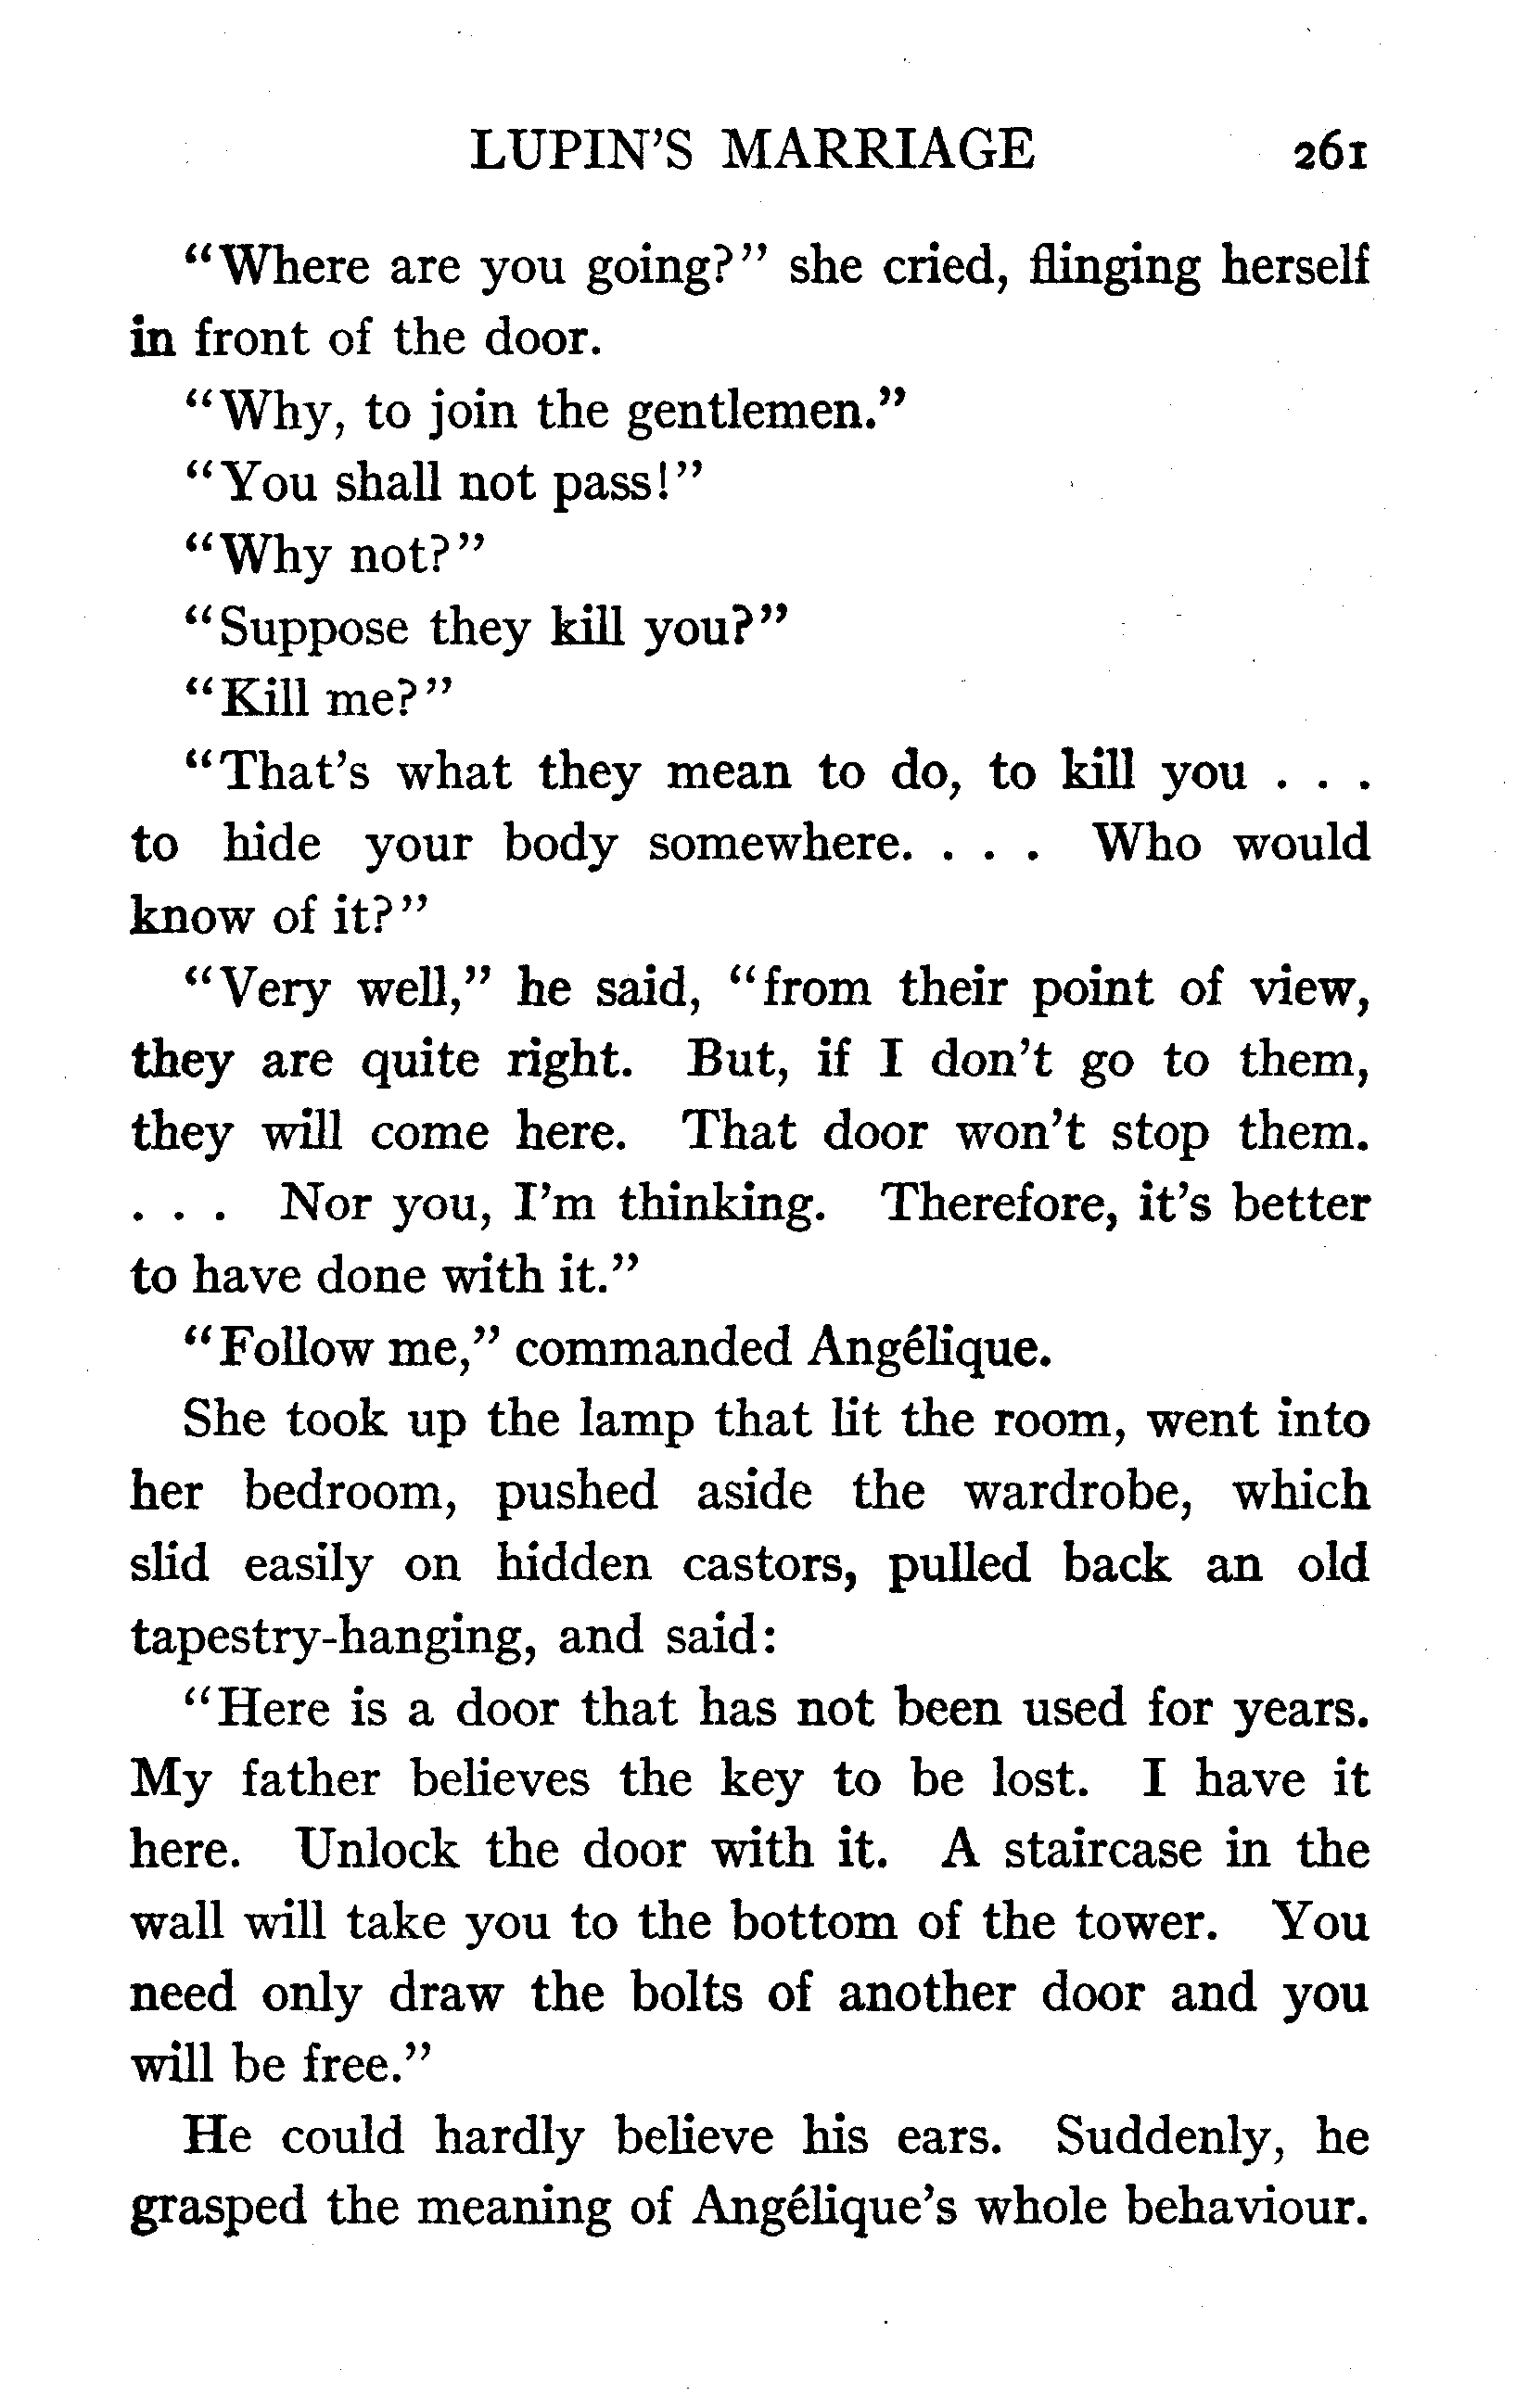 LUPIN'S MARRIAGE 261
"Where are you going?" she cried, flinging herself
in front of the door.
"Why, to join the gentlemen."
"You shall not pass!"
"Why not?"
"Suppose they kill you?"
"Kill me?"
"That's what they mean to do, to kill you . . .
to hide your body somewhere. . . . Who would
know of it?"
"Very well," he said, "from their point of view,
they are quite right. But, if I don't go to them,
they will come here. That door won't stop them.
. . . Nor you, I'm thinking. Therefore, it's better
to have done with it."
"Follow me," commanded Angélique.
She took up the lamp that lit the room, went into
her bedroom, pushed aside the wardrobe, which
slid easily on hidden castors, pulled back an old
tapestry-hanging, and said:
"Here is a door that has not been used for years.
My father believes the key to be lost. I have it
here. Unlock the door with it. A staircase in the
wall will take you to the bottom of the tower. You
need only draw the bolts of another door and you
will be free."
He could hardly believe his ears. Suddenly, he
grasped the meaning of Angélique's whole behaviour.